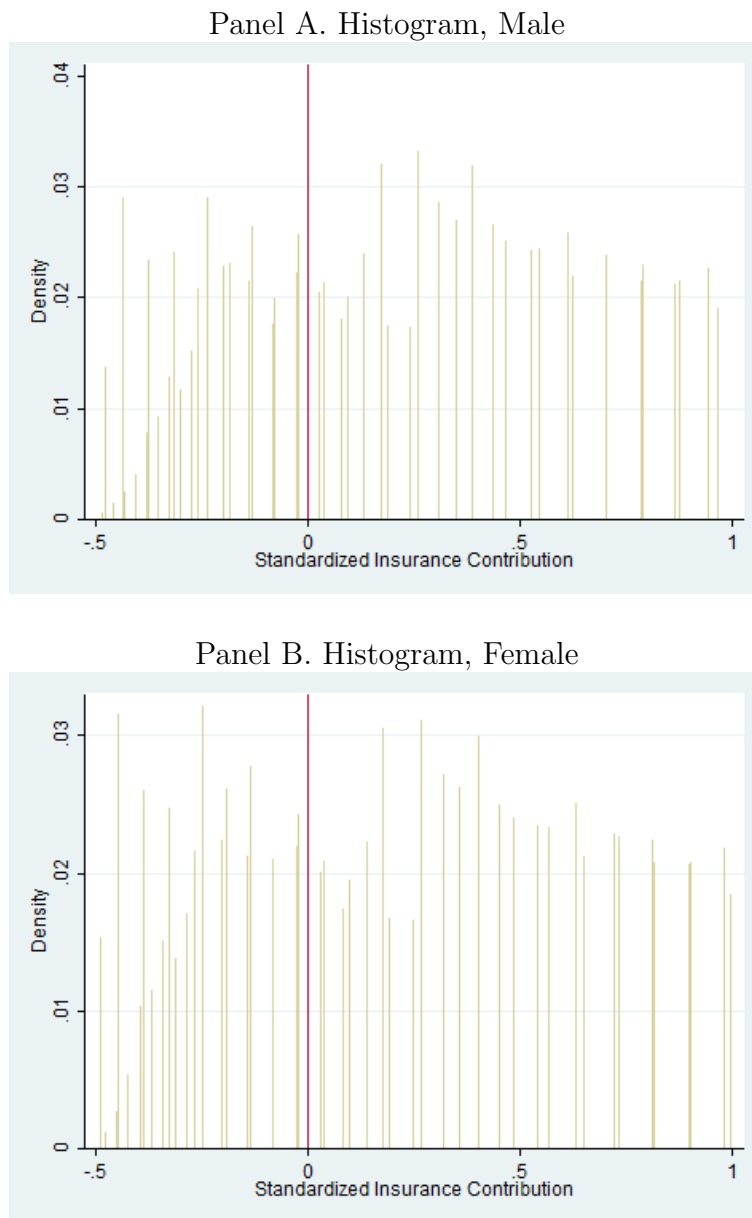 Panel A. Histogram, Male
.04
.03
.02
.01
0
Density
-.5
0
.5
1
Standardized Insurance Contribution
Panel B. Histogram, Female
.03
.02
.01
0
Density
-.5
0
.5
1
Standardized Insurance Contribution